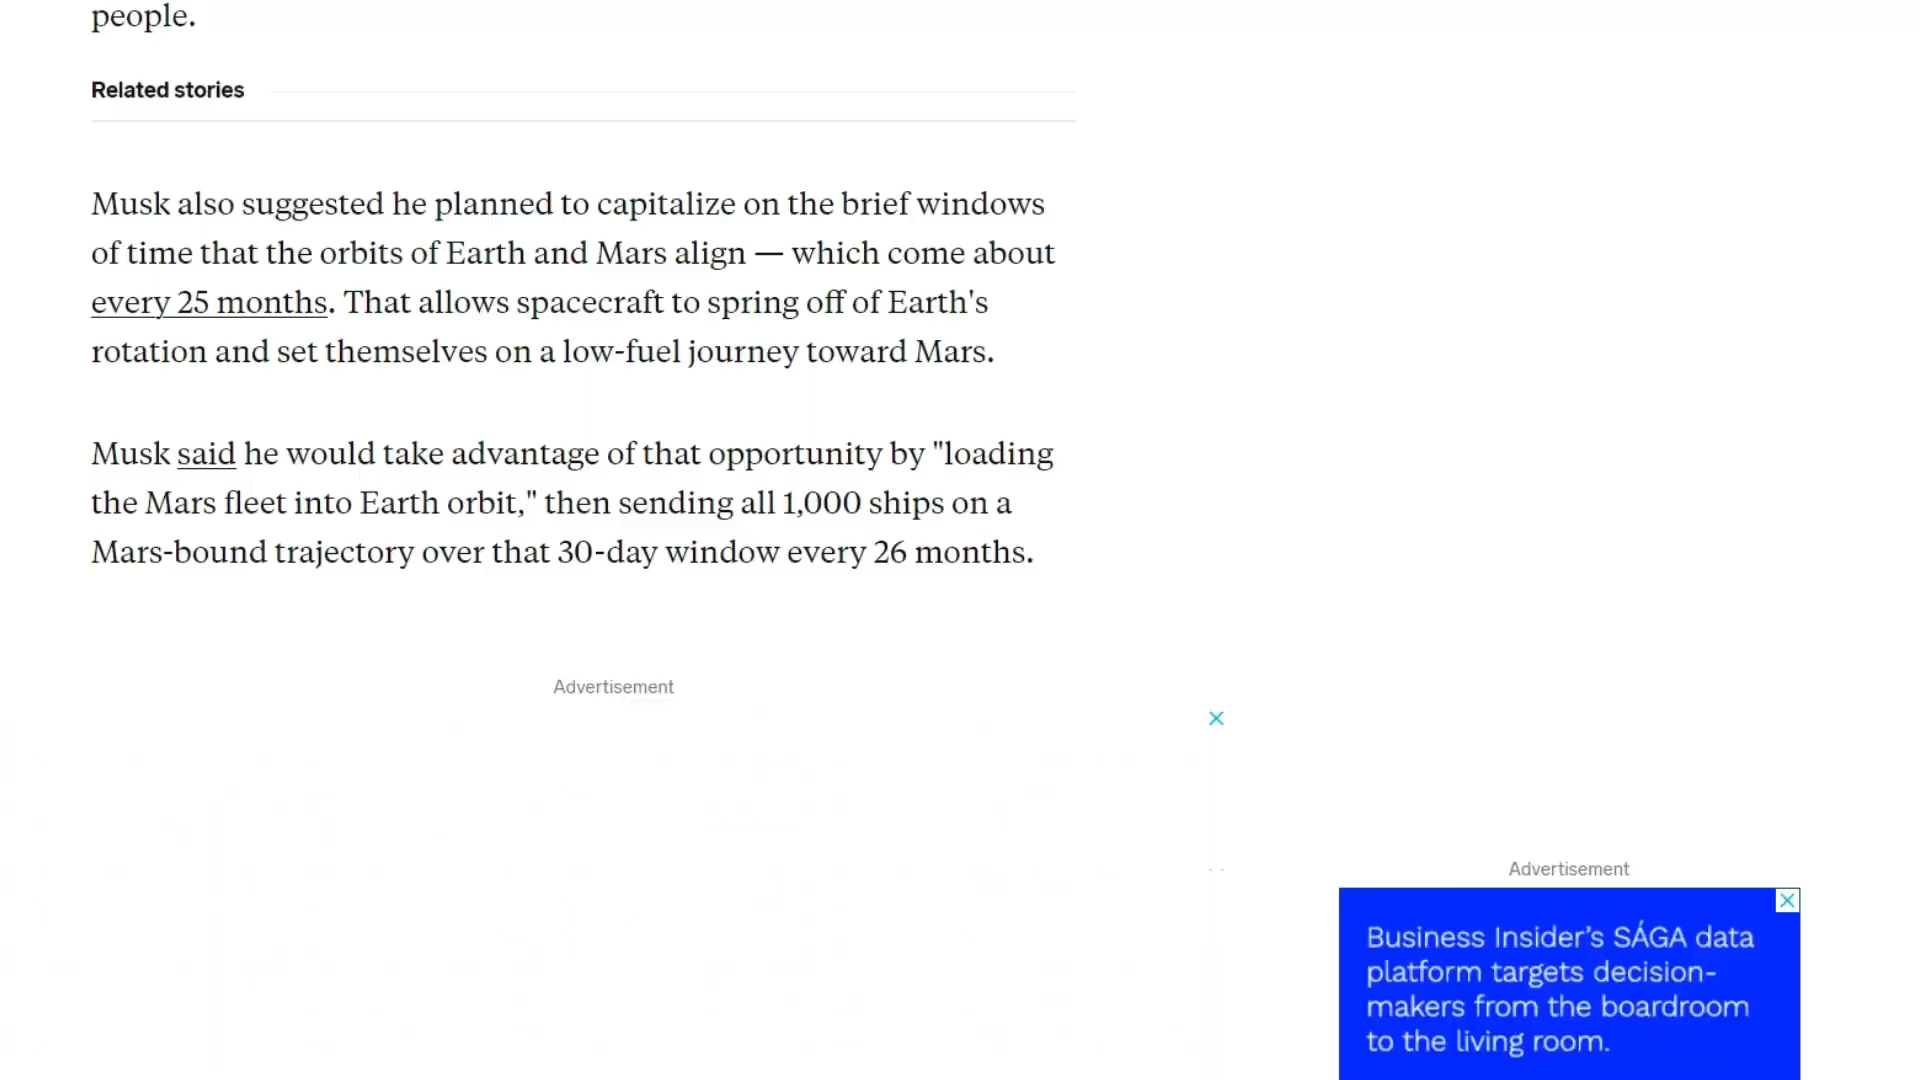 people.
Related stories
Musk also suggested he planned to capitalize on the brief windows
of time that the orbits of Earth and Mars align — which come about
every 25 months. That allows spacecraft to spring off of Earth's
rotation and set themselves on a low-fuel journey toward Mars.
Musk said he would take advantage of that opportunity by "loading
the Mars fleet into Earth orbit," then sending all 1,000 ships on a
Mars-bound trajectory over that 30-day window every 26 months.
Advertisement
Advertisement
Business Insider’s SÁGA data
platform targets decision-
makers from the boardroom
to the living room.